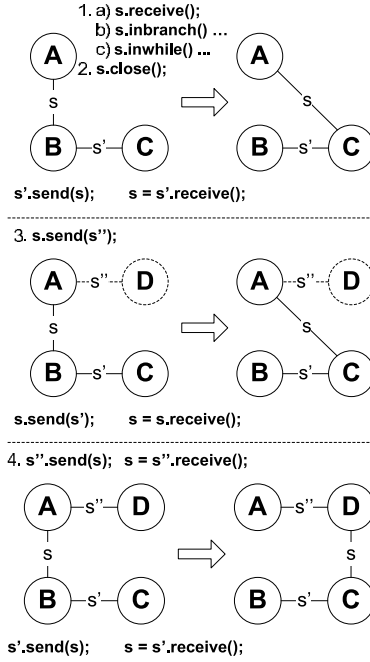 1. a) s.receive();
b) s.inbranch() ...
c) s.inwhile() ...
2. s.close();
A A
s s
B s' C B s' C
s'.send(s); s = s'.receive();
3. s.send(s'');
A s'' D A s'' D
s s
B s' C B s' C
s.send(s'); s = s.receive();
4. s''.send(s); s = s''.receive();
A s'' D A s'' D
s s
B s' C B s' C
s'.send(s); s = s'.receive();